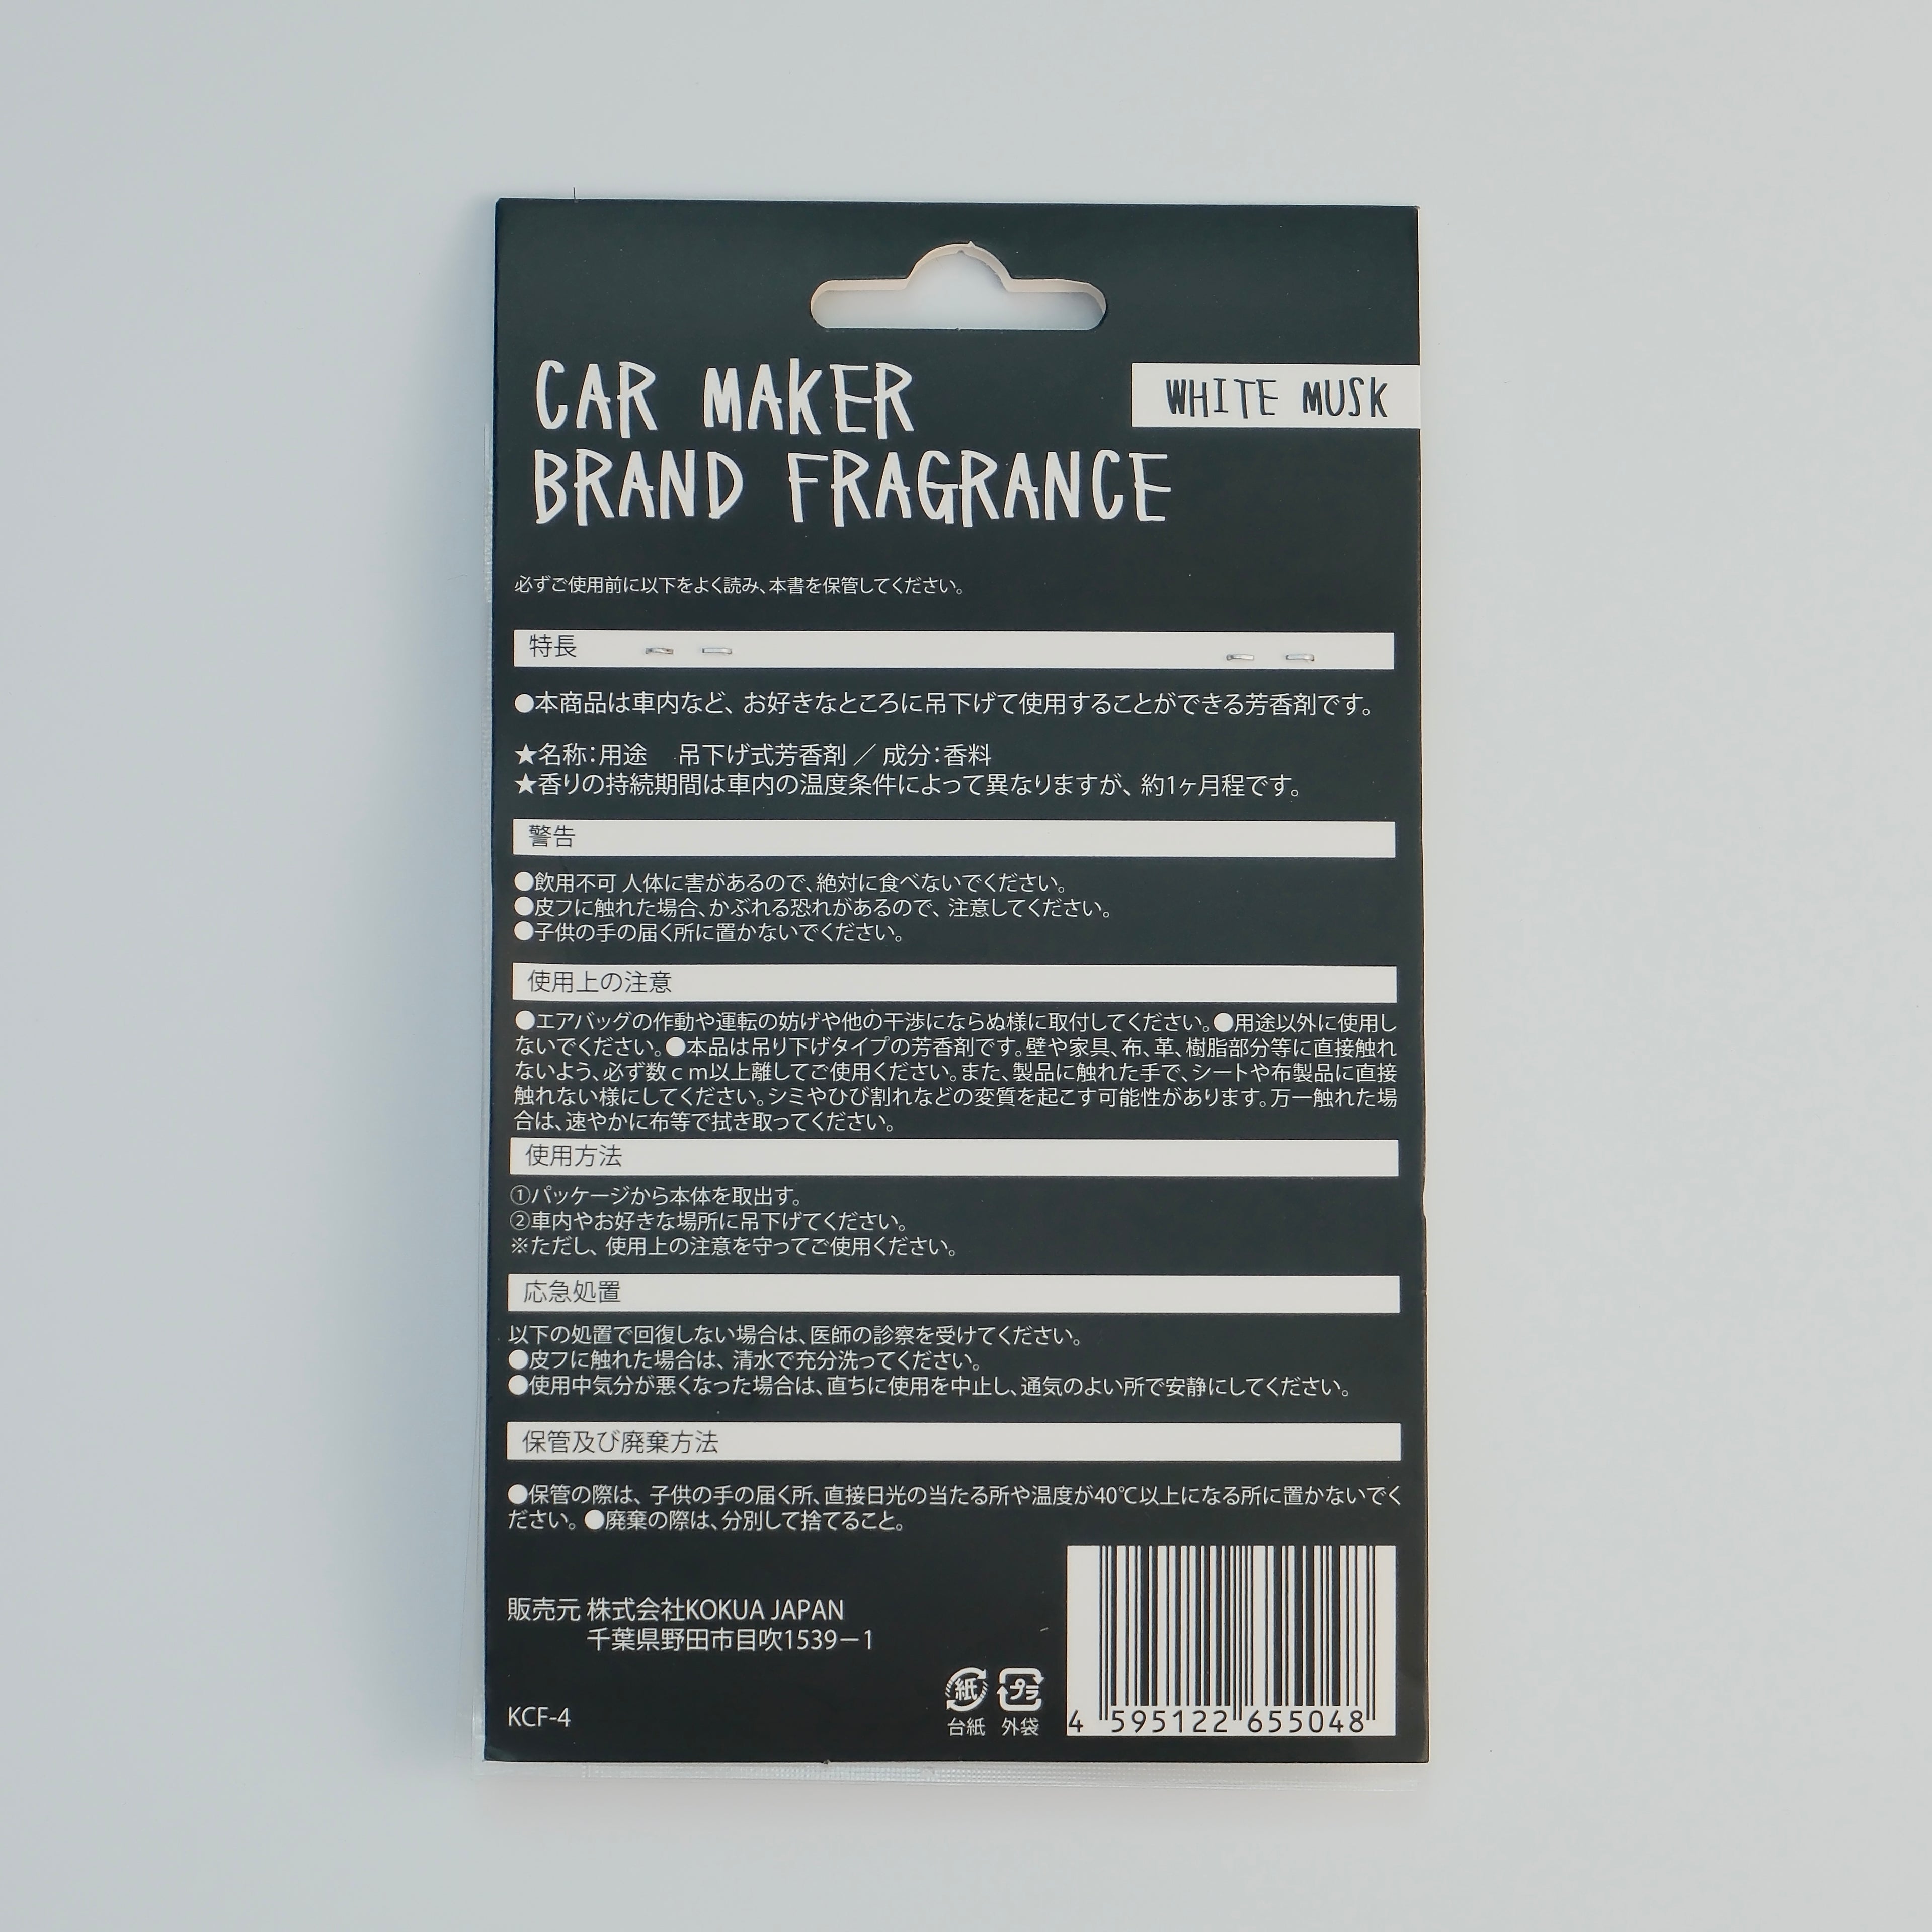 CAR MAKER
WHITE MUSK
BRAND FRAGRANCE
必ずご使用前に以下をよく読み、本書を保管してください。
特長
●本商品は車内など、お好きなところに吊下げて使用することができる芳香剤です。
★名称：用途　吊下げ式芳香剤 ／ 成分：香料
★香りの持続期間は車内の温度条件によって異なりますが、約1ヶ月程です。
警告
●飲用不可 人体に害があるので、絶対に食べないでください。
●皮フに触れた場合、かぶれる恐れがあるので、注意してください。
●子供の手の届く所に置かないでください。
使用上の注意
●エアバッグの作動や運転の妨げや他の干渉にならぬ様に取付してください。●用途以外に使用し
ないでください。●本品は吊り下げタイプの芳香剤です。壁や家具、布、革、樹脂部分等に直接触れ
ないよう、必ず数ｃｍ以上離してご使用ください。また、製品に触れた手で、シートや布製品に直接
触れない様にしてください。シミやひび割れなどの変質を起こす可能性があります。万一触れた場
合は、速やかに布等で拭き取ってください。
使用方法
①パッケージから本体を取出す。
②車内やお好きな場所に吊下げてください。
※ただし、使用上の注意を守ってご使用ください。
応急処置
以下の処置で回復しない場合は、医師の診察を受けてください。
●皮フに触れた場合は、清水で充分洗ってください。
●使用中気分が悪くなった場合は、直ちに使用を中止し、通気のよい所で安静にしてください。
保管及び廃棄方法
●保管の際は、子供の手の届く所、直接日光の当たる所や温度が40℃以上になる所に置かないでく
ださい。●廃棄の際は、分別して捨てること。
販売元 株式会社KOKUA JAPAN
千葉県野田市目吹1539－1
KCF-4
紙
台紙
プラ
外袋
4 595122 655048